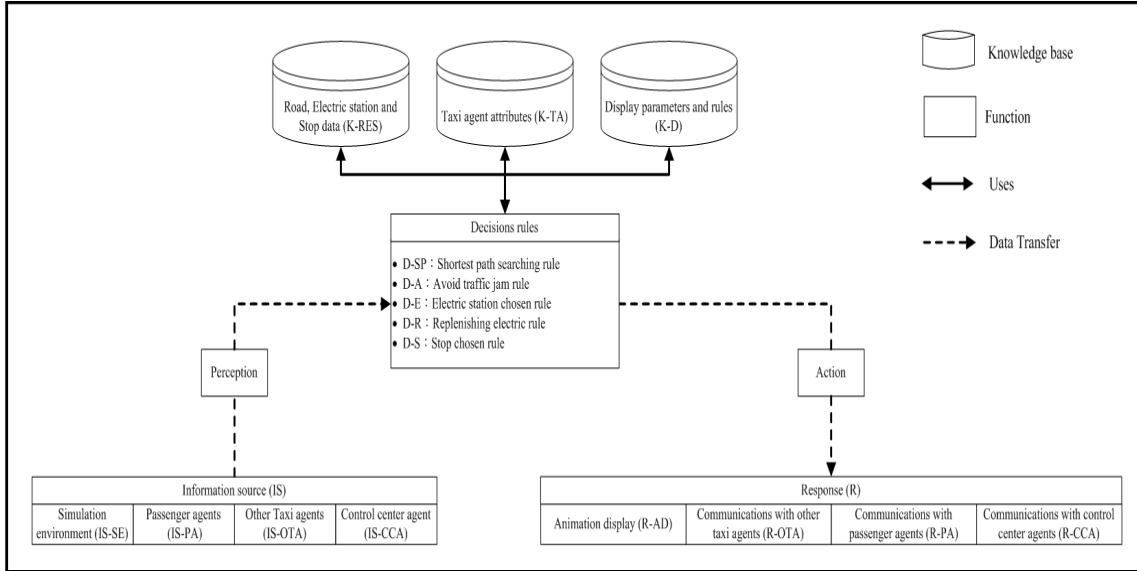 Road, Electric station and
Stop data (K-RES)
Taxi agent attributes (K-TA)
Display parameters and rules
(K-D)
Knowledge base
Function
Uses
Data Transfer
Decisions rules
● D-SP：Shortest path searching rule
● D-A：Avoid traffic jam rule
● D-E：Electric station chosen rule
● D-R：Replenishing electric rule
● D-S：Stop chosen rule
Perception
Action
Information source (IS)
Simulation
environment (IS-SE)
Passenger agents
(IS-PA)
Other Taxi agents
(IS-OTA)
Control center agent
(IS-CCA)
Response (R)
Animation display (R-AD)
Communications with other
taxi agents (R-OTA)
Communications with
passenger agents (R-PA)
Communications with control
center agents (R-CCA)